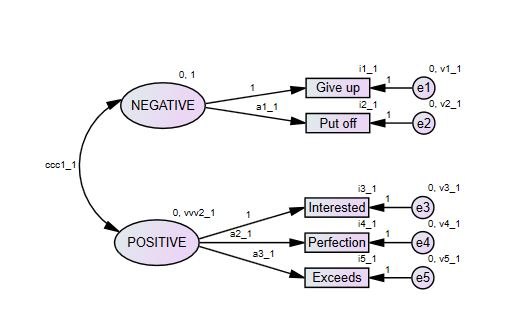 i1_1
0, v1_1
0, 1
1
Give up
1
e1
NEGATIVE
a1_1
i2_1
0, v2_1
Put off
1
e2
ccc1_1
i3_1
0, v3_1
0, vvv2_1
1
Interested
1
e3
i4_1
0, v4_1
POSITIVE
a2_1
Perfection
1
e4
a3_1
i5_1
0, v5_1
Exceeds
1
e5